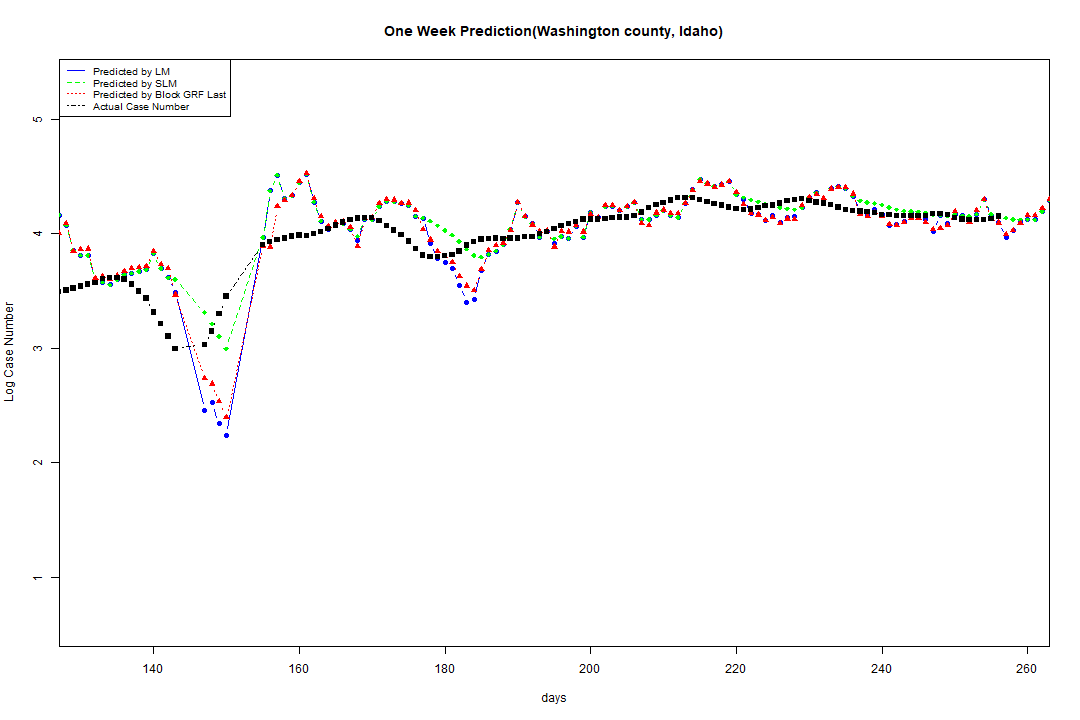 One Week Prediction(Washington county, Idaho)
Predicted by LM
Predicted by SLM
Predicted by Block GRF Last
Actual Case Number
5
4
3
2
1
Log Case Number
140 160 180 200 220 240 260
days